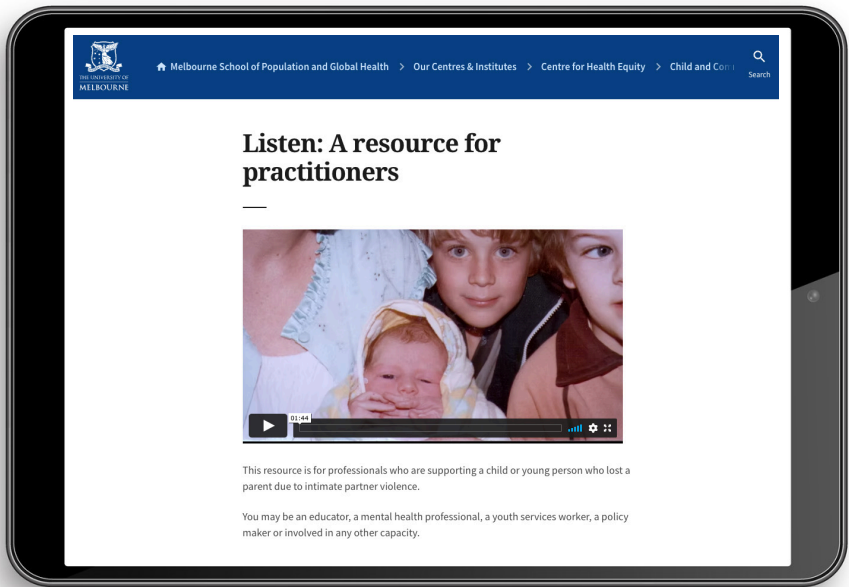 THE UNIVERSITY OF
MELBOURNE
Melbourne School of Population and Global Health > Our Centres & Institutes > Centre for Health Equity > Child and Com
Search
Listen: A resource for
practitioners
01:44
This resource is for professionals who are supporting a child or young person who lost a
parent due to intimate partner violence.
You may be an educator, a mental health professional, a youth services worker, a policy
maker or involved in any other capacity.